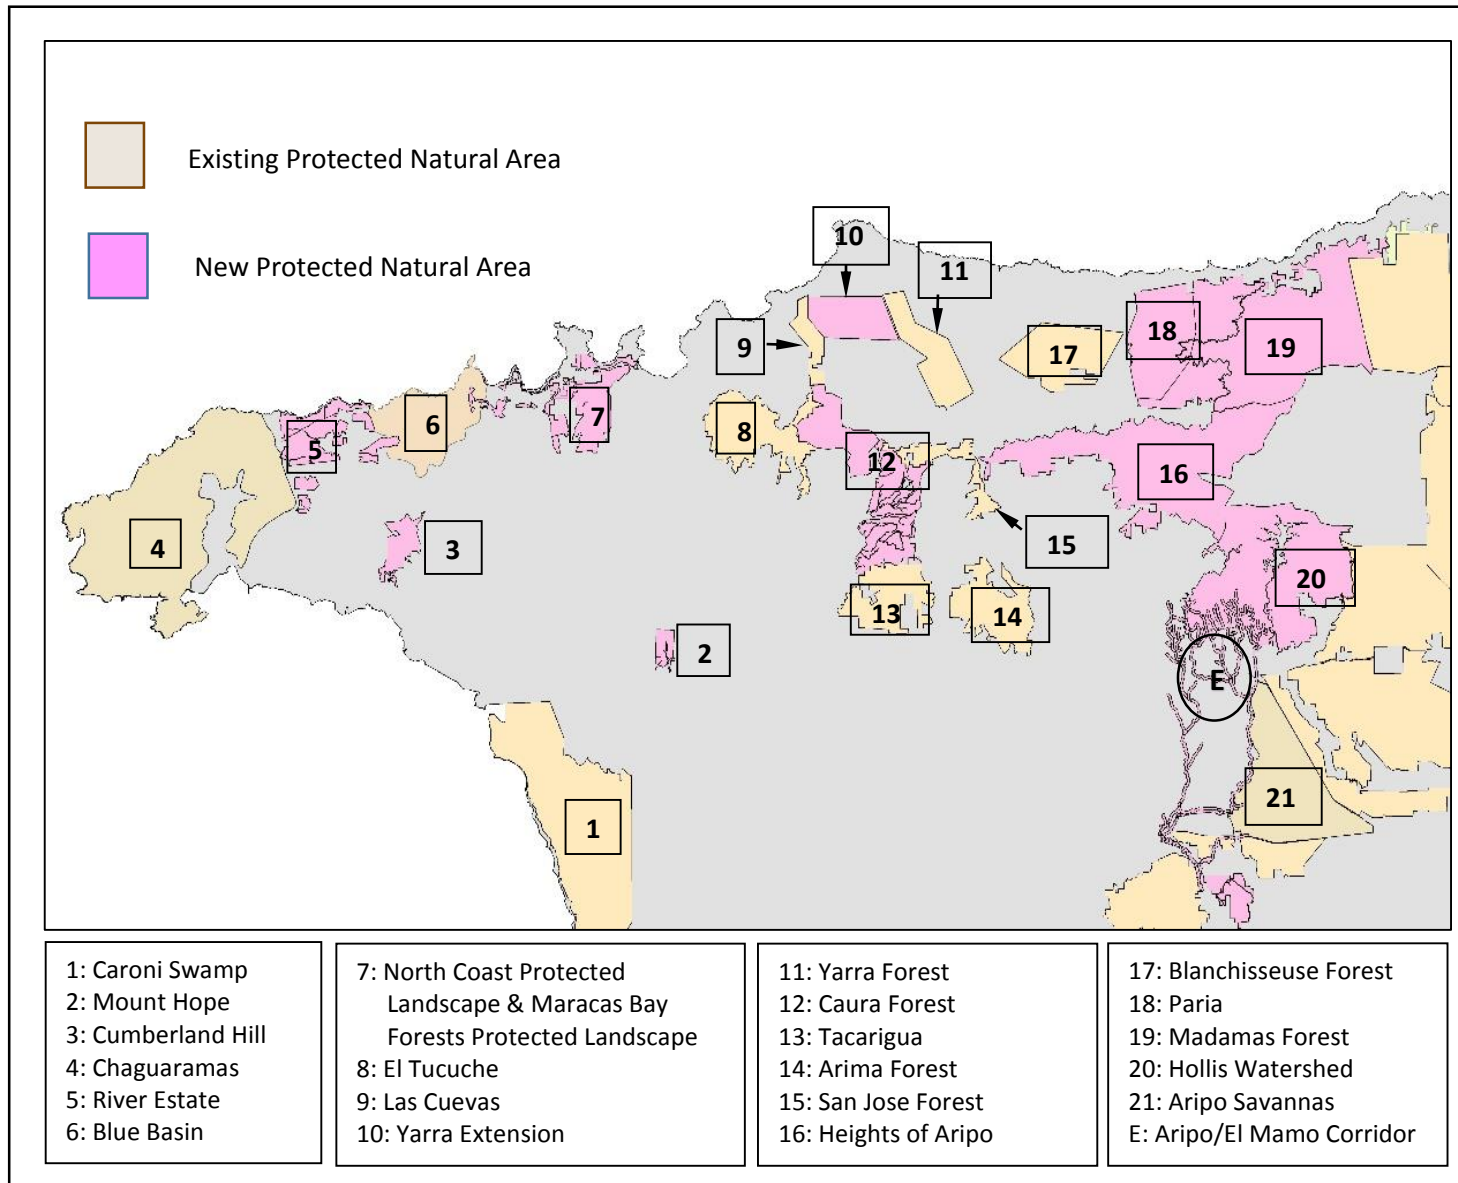 Existing Protected Natural Area
New Protected Natural Area
10
11
9
18
19
17
7
6
8
5
12
16
4
3
15
20
13
14
2
E
21
1
1: Caroni Swamp
2: Mount Hope
3: Cumberland Hill
4: Chaguaramas
5: River Estate
6: Blue Basin
7: North Coast Protected
Landscape & Maracas Bay
Forests Protected Landscape
8: El Tucuche
9: Las Cuevas
10: Yarra Extension
11: Yarra Forest
12: Caura Forest
13: Tacarigua
14: Arima Forest
15: San Jose Forest
16: Heights of Aripo
17: Blanchisseuse Forest
18: Paria
19: Madamas Forest
20: Hollis Watershed
21: Aripo Savannas
E: Aripo/El Mamo Corridor